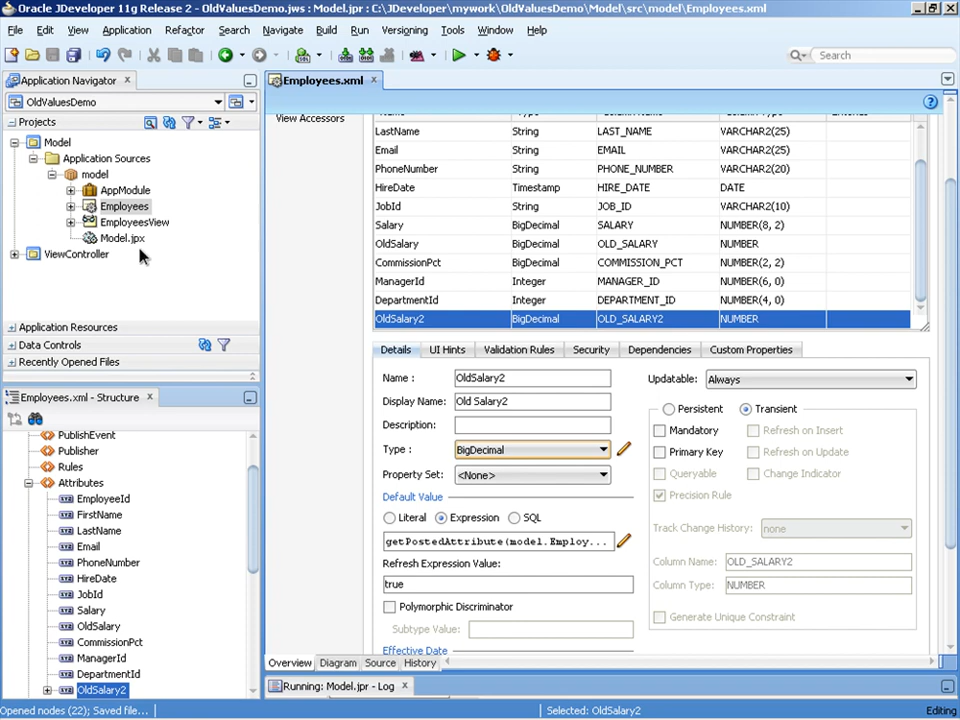 Oracle JDeveloper 11g Release 2 - OldValuesDemo.jws : Model.jpr : C:\JDeveloper\mywork\OldValuesDemo\Model\src\model\Employees.xml
File Edit View Application Refactor Search Navigate Build Run Versioning Tools Window Help
Search
Application Navigator
OldValuesDemo
Projects
Model
Application Sources
model
AppModule
Employees
EmployeesView
Model.jpx
ViewController
Application Resources
Data Controls
Recently Opened Files
Employees.xml - Structure
PublishEvent
Publisher
Rules
Attributes
EmployeeId
FirstName
LastName
Email
PhoneNumber
HireDate
JobId
Salary
OldSalary
CommissionPct
ManagerId
DepartmentId
OldSalary2
Employees.xml
View Accessors
LastName String LAST_NAME VARCHAR2(25)
Email String EMAIL VARCHAR2(25)
PhoneNumber String PHONE_NUMBER VARCHAR2(20)
HireDate Timestamp HIRE_DATE DATE
JobId String JOB_ID VARCHAR2(10)
Salary BigDecimal SALARY NUMBER(8, 2)
OldSalary BigDecimal OLD_SALARY NUMBER
CommissionPct BigDecimal COMMISSION_PCT NUMBER(2, 2)
ManagerId Integer MANAGER_ID NUMBER(6, 0)
DepartmentId Integer DEPARTMENT_ID NUMBER(4, 0)
OldSalary2 BigDecimal OLD_SALARY2 NUMBER
Details UI Hints Validation Rules Security Dependencies Custom Properties
Name : OldSalary2
Display Name: Old Salary2
Description:
Type : BigDecimal
Property Set: <None>
Default Value
Literal Expression SQL
getPostedAttribute(model.Employ...
Refresh Expression Value:
true
Polymorphic Discriminator
Subtype Value:
Effective Date
Updatable: Always
Persistent Transient
Mandatory Refresh on Insert
Primary Key Refresh on Update
Queryable Change Indicator
Precision Rule
Track Change History: none
Column Name: OLD_SALARY2
Column Type: NUMBER
Generate Unique Constraint
Overview Diagram Source History
Running: Model.jpr - Log
Opened nodes (22); Saved file... Selected: OldSalary2 Editing